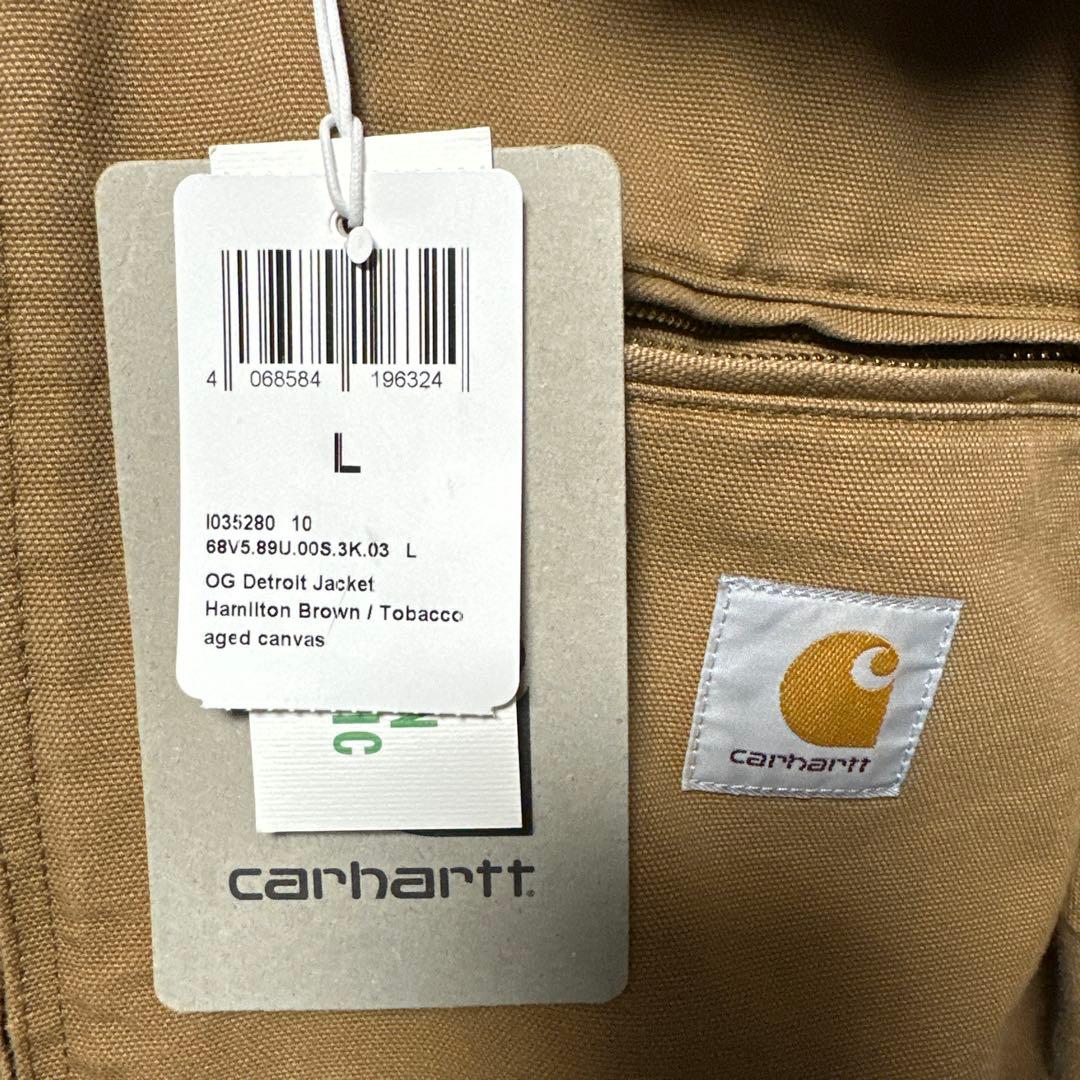 4 068584 196324
L
I035280 10
68V5.89U.00S.3K.03 L
OG Detroit Jacket
Hamilton Brown / Tobacco
aged canvas
carhartt
carhartt